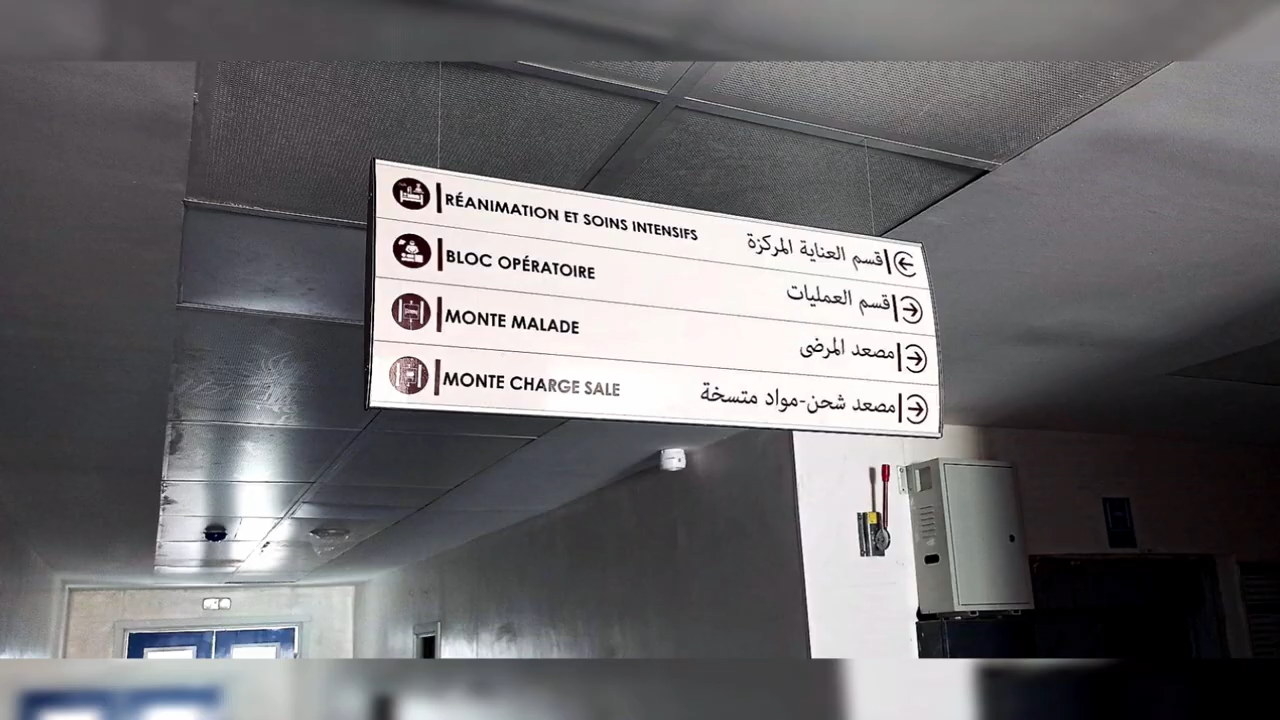 RÉANIMATION ET SOINS INTENSIFS
قسم العناية المركزة
BLOC OPÉRATOIRE
قسم العمليات
MONTE MALADE
مصعد المرضى
MONTE CHARGE SALE
مصعد شحن-مواد متسخة